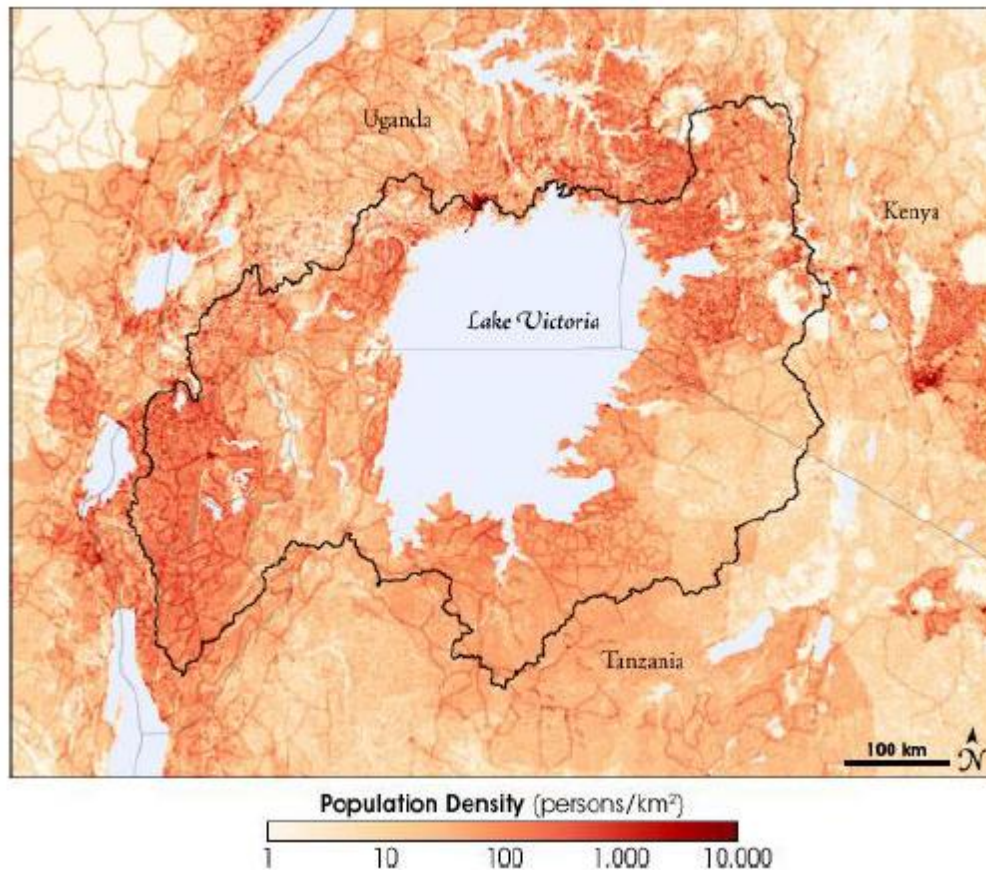 Uganda
Kenya
Lake Victoria
Tanzania
100 km
N
Population Density (persons/km²)
1 10 100 1.000 10.000